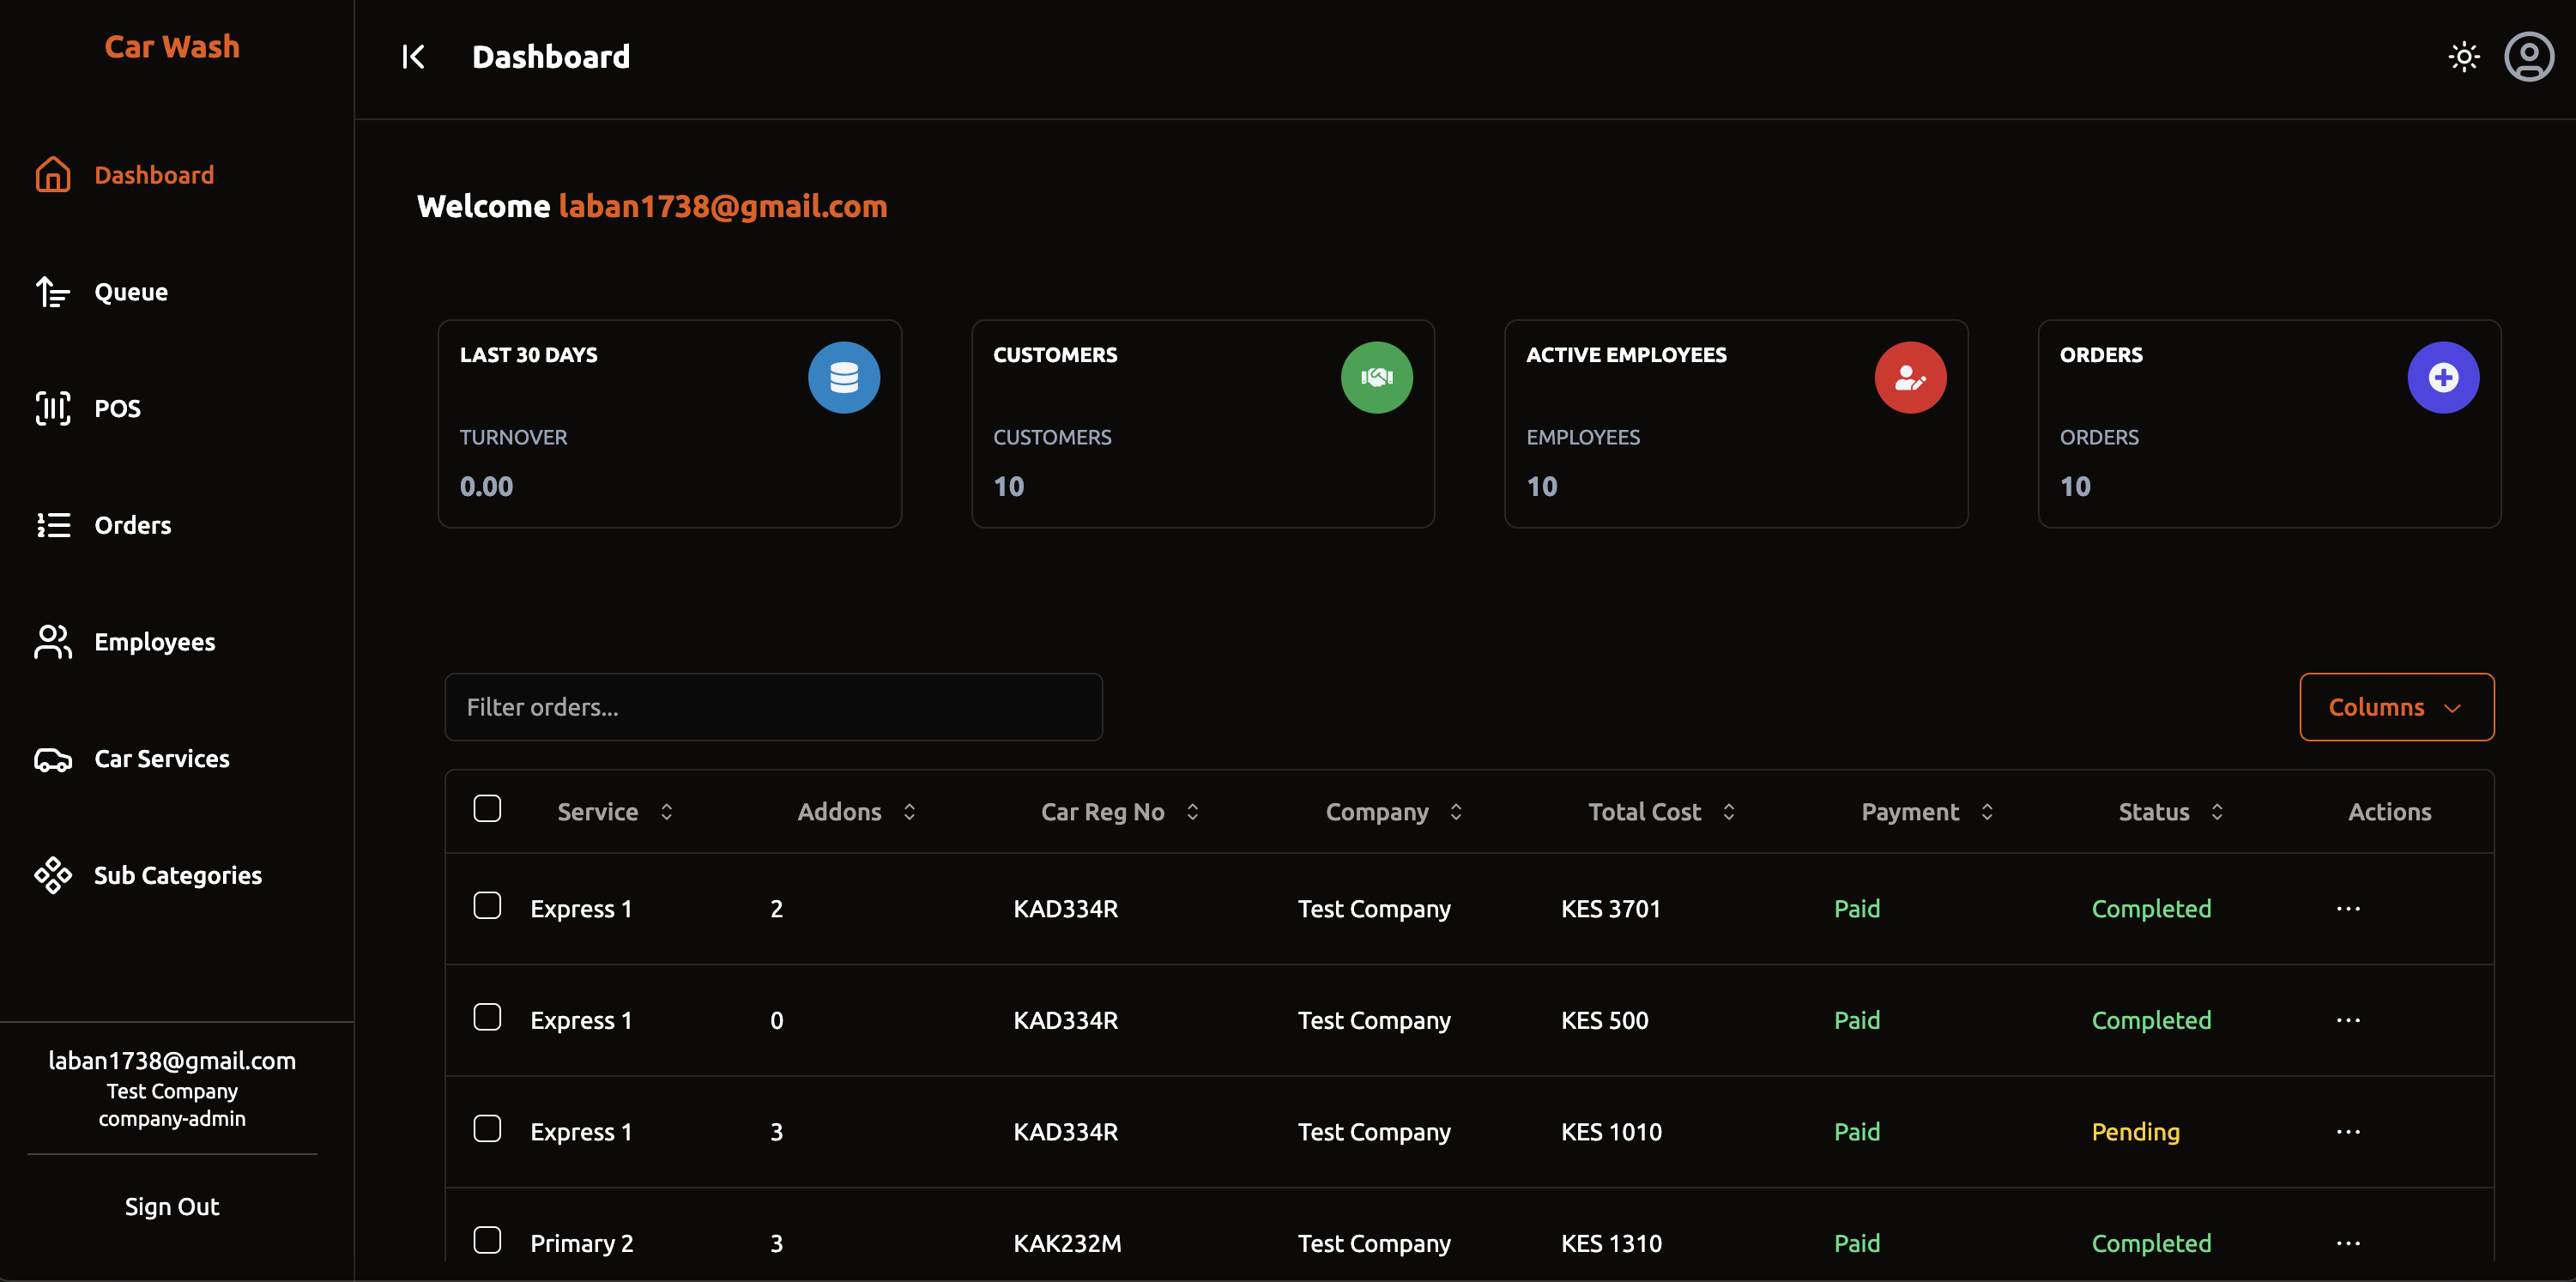 Car Wash
Dashboard
Queue
POS
Orders
Employees
Car Services
Sub Categories
laban1738@gmail.com
Test Company
company-admin
Sign Out
Dashboard
Welcome laban1738@gmail.com
LAST 30 DAYS
TURNOVER
0.00
CUSTOMERS
CUSTOMERS
10
ACTIVE EMPLOYEES
EMPLOYEES
10
ORDERS
ORDERS
10
Filter orders...
Columns
Service Addons Car Reg No Company Total Cost Payment Status Actions
Express 1 2 KAD334R Test Company KES 3701 Paid Completed ...
Express 1 0 KAD334R Test Company KES 500 Paid Completed ...
Express 1 3 KAD334R Test Company KES 1010 Paid Pending ...
Primary 2 3 KAK232M Test Company KES 1310 Paid Completed ...